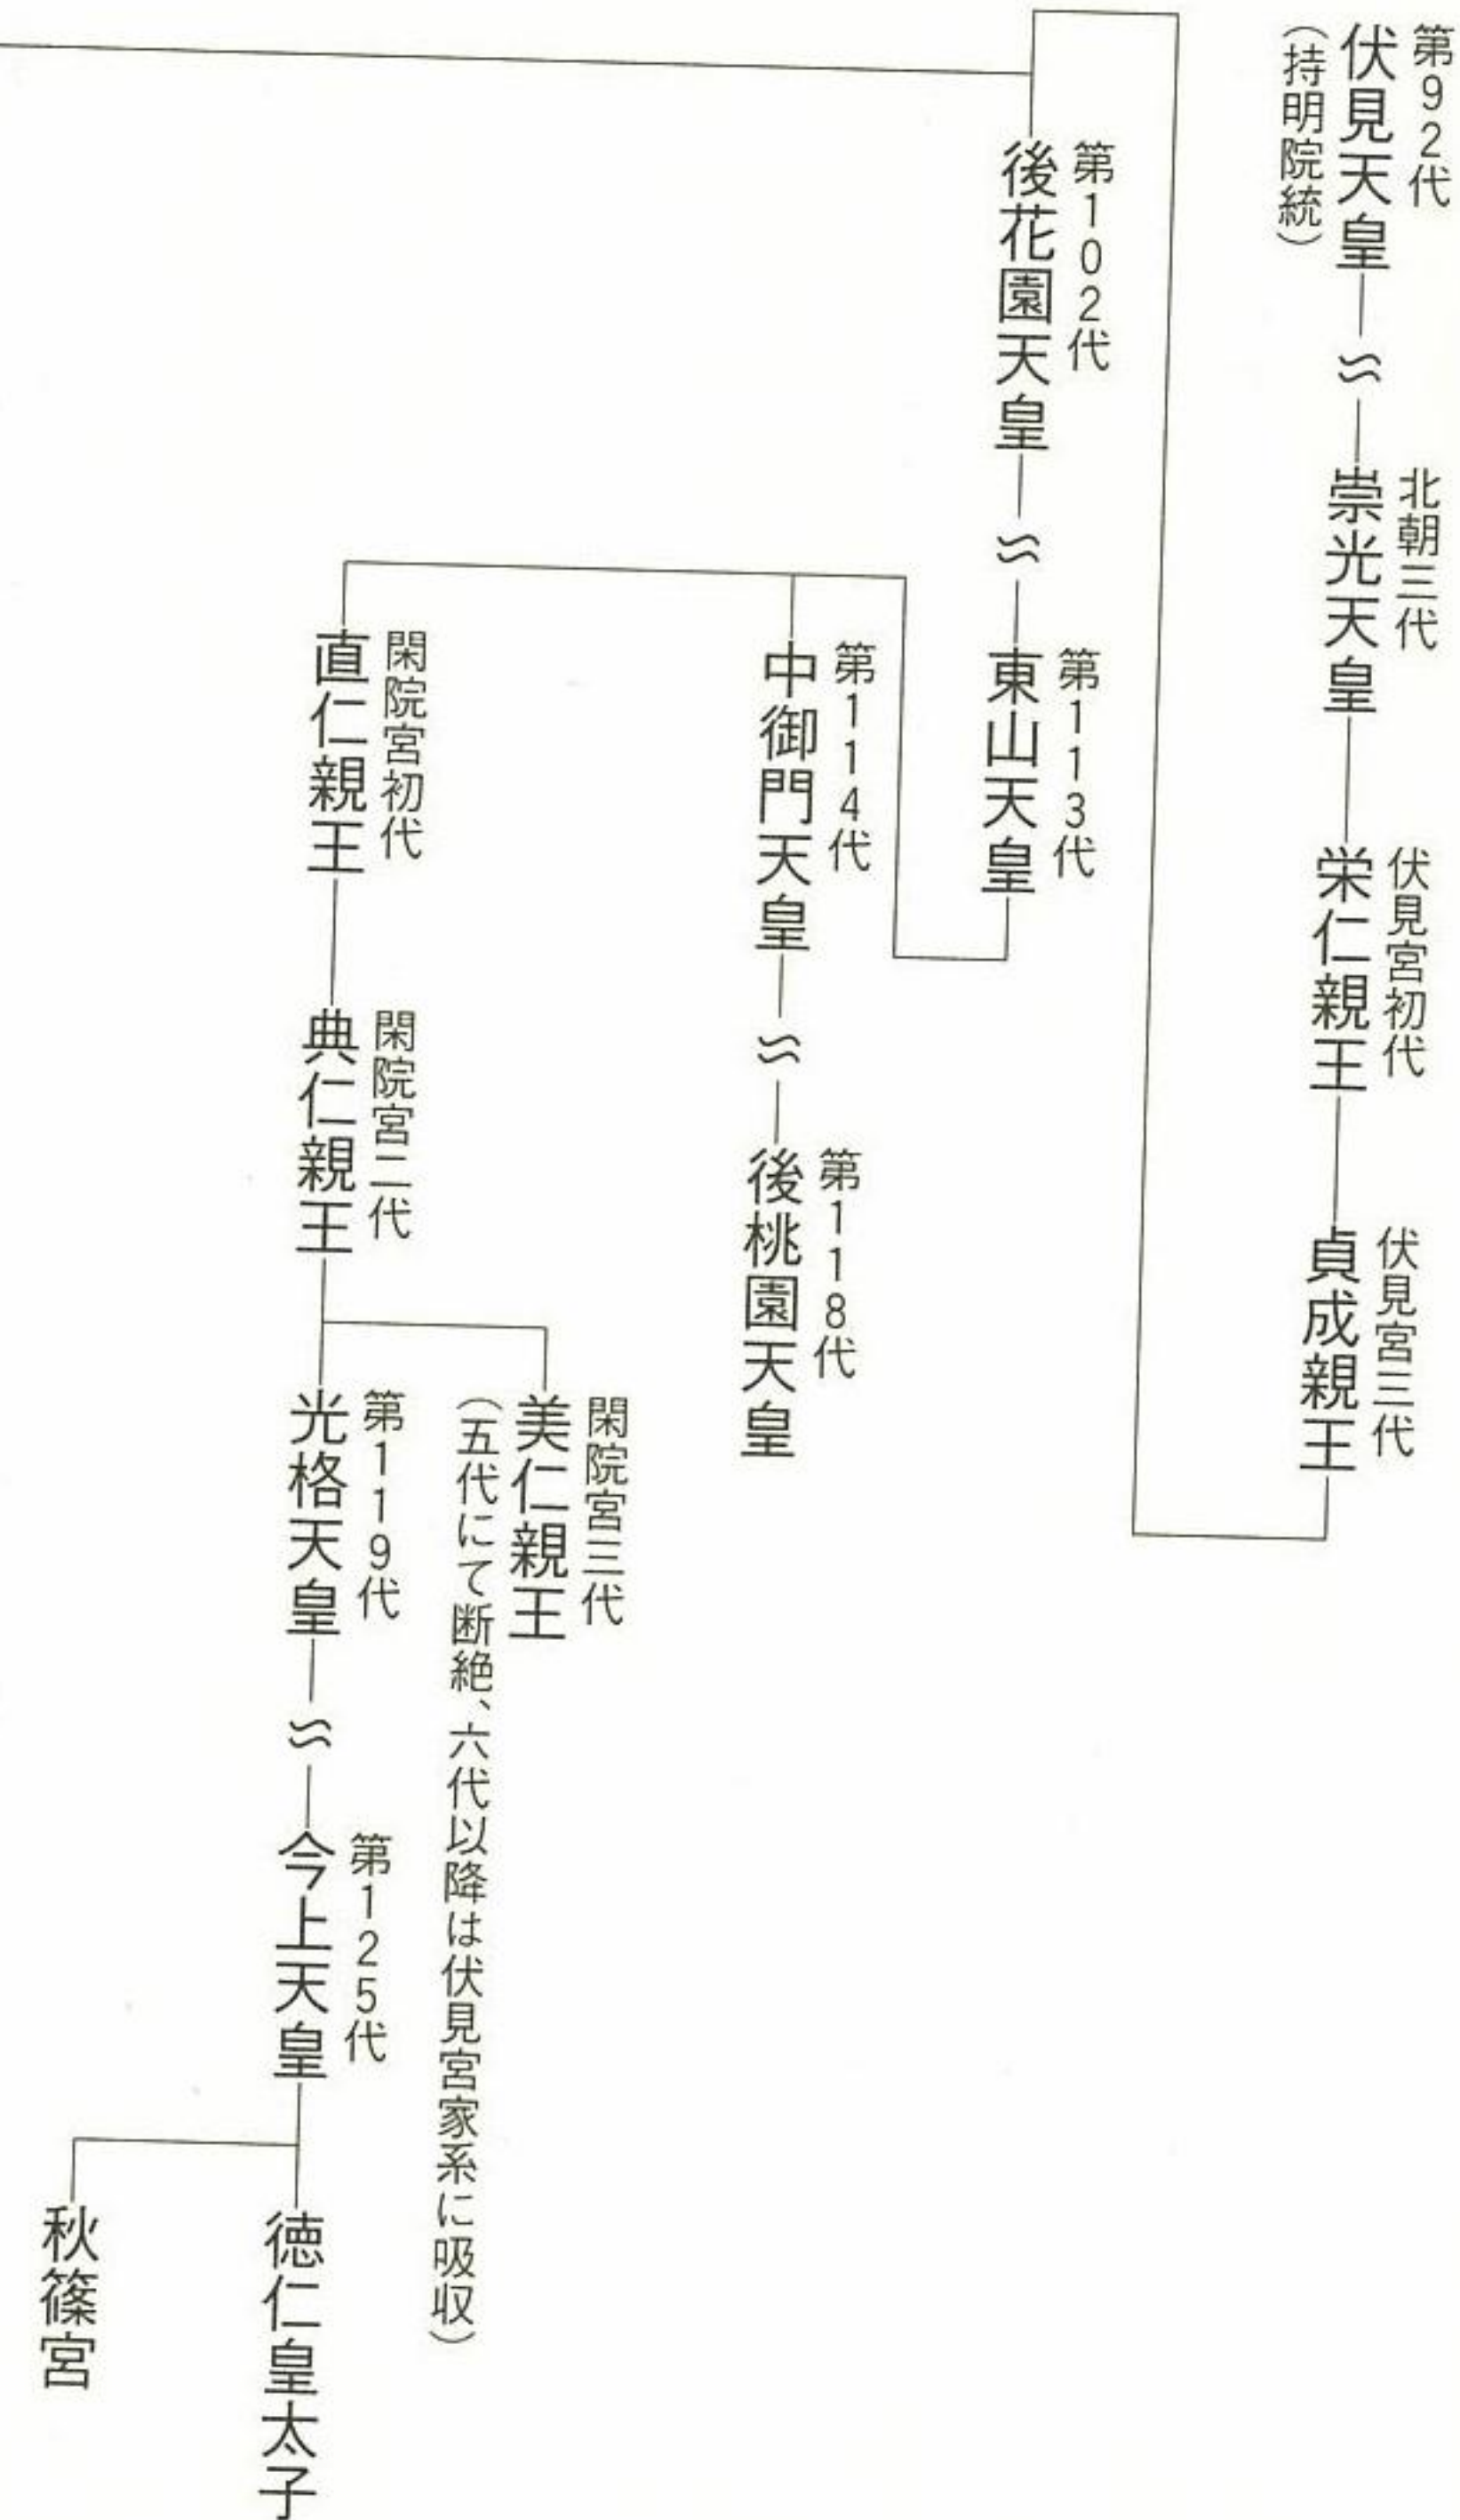 第92代
伏見天皇
（持明院統）
北朝三代
崇光天皇
伏見宮初代
栄仁親王
伏見宮三代
貞成親王
第102代
後花園天皇
第113代
東山天皇
第114代
中御門天皇
第118代
後桃園天皇
閑院宮初代
直仁親王
閑院宮二代
典仁親王
閑院宮三代
美仁親王
（五代にて断絶、六代以降は伏見宮家系に吸収）
第119代
光格天皇
第125代
今上天皇
徳仁皇太子
秋篠宮